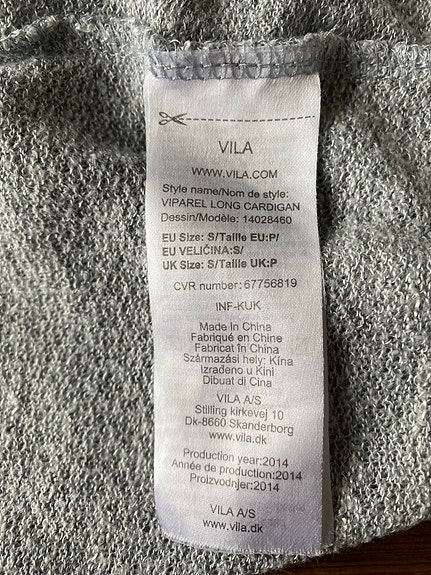 VILA
WWW.VILA.COM
Style name/Nom de style:
VIPAREL LONG CARDIGAN
Dessin/Modèle: 14028460
EU Size: S/Taille EU:P/
EU VELIČINA:S/
UK Size: S/Taille UK:P
CVR number:67756819
INF-KUK
Made In China
Fabriqué en Chine
Fabricat în China
Származási hely: Kína
Izrađeno u Kini
Dibuat di Cina
VILA A/S
Stilling kirkevej 10
Dk-8660 Skanderborg
www.vila.dk
Production year:2014
Année de production:2014
Proizvodnjer:2014
VILA A/S
www.vila.dk